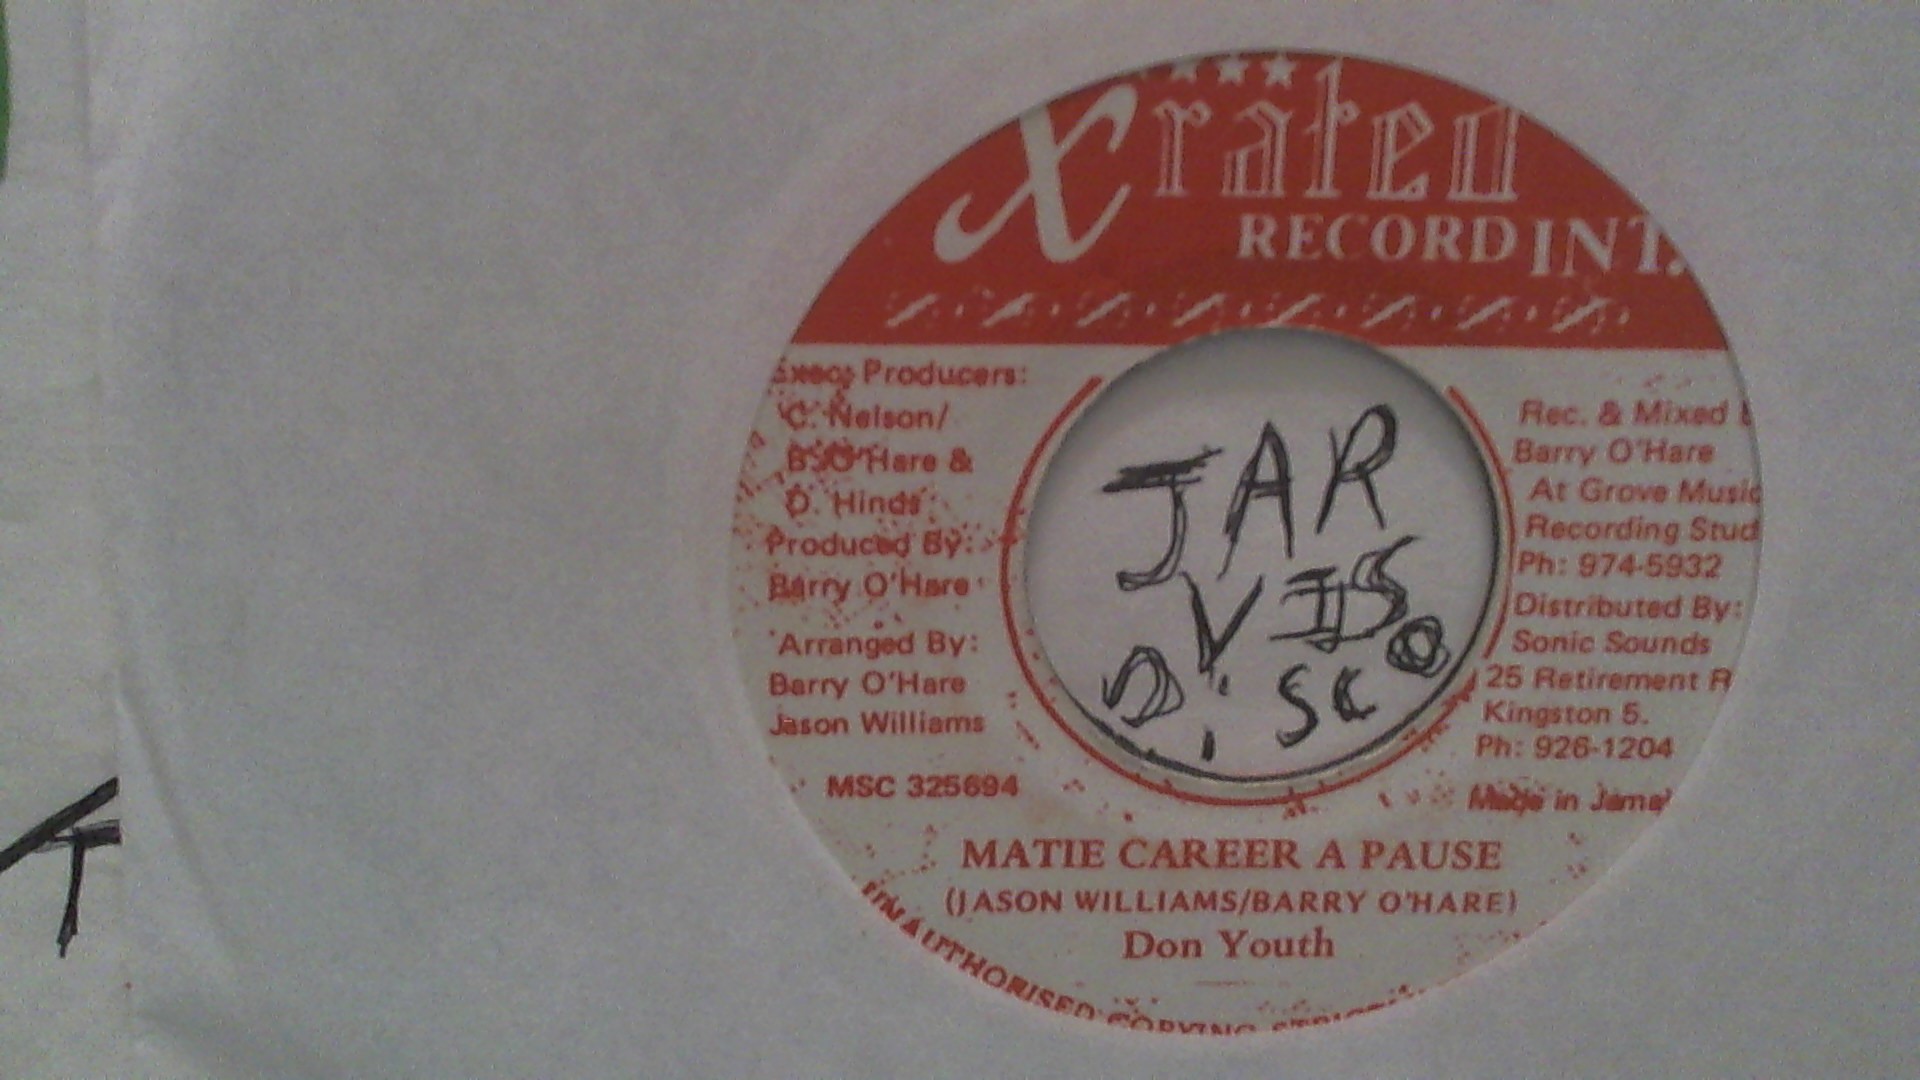 Xrated
RECORD INT.
Exec. Producers:
C. Nelson/
B. O'Hare &
D. Hinds
Produced By:
Barry O'Hare
Arranged By:
Barry O'Hare
Jason Williams
MSC 325694
JAR
VIS
DiSCO
Rec. & Mixed
Barry O'Hare
At Grove Music
Recording Stud
Ph: 974-5932
Distributed By:
Sonic Sounds
25 Retirement R
Kingston 5.
Ph: 926-1204
Made in Jamai
MATIE CAREER A PAUSE
(JASON WILLIAMS/BARRY O'HARE)
Don Youth
UNAUTHORISED COPYING